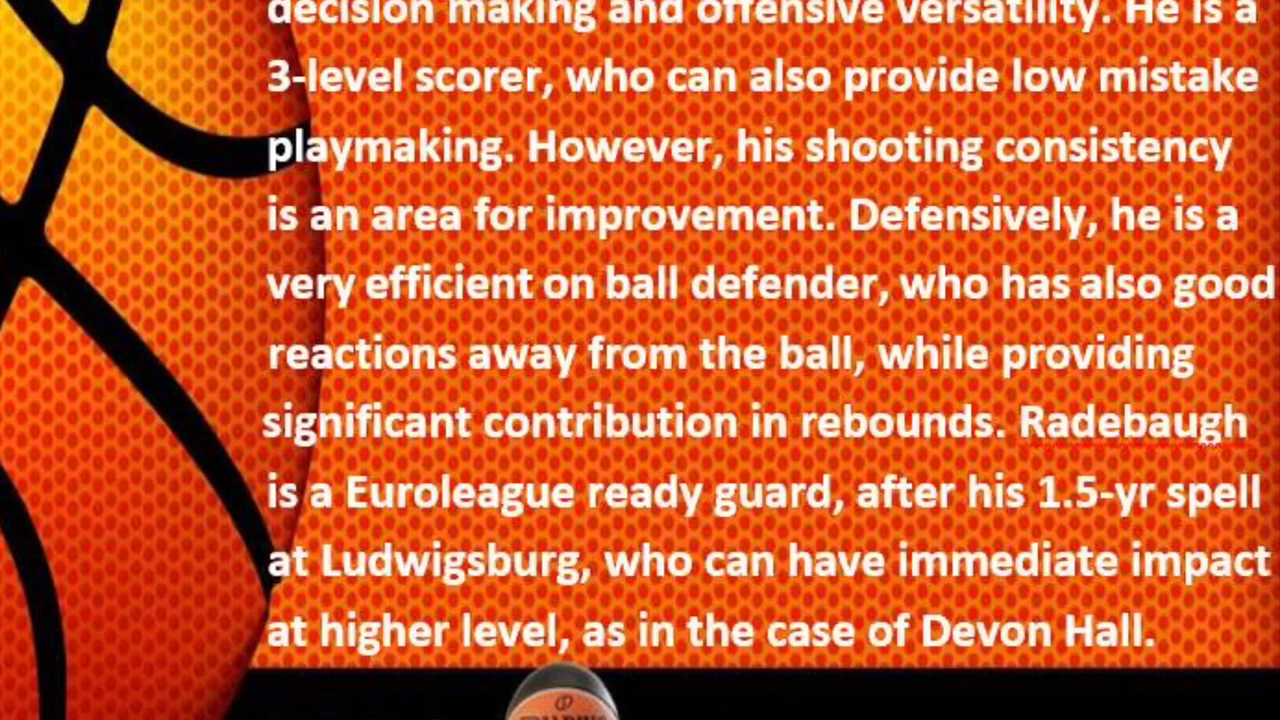 decision making and offensive versatility. He is a
3-level scorer, who can also provide low mistake
playmaking. However, his shooting consistency
is an area for improvement. Defensively, he is a
very efficient on ball defender, who has also good
reactions away from the ball, while providing
significant contribution in rebounds. Radebaugh
is a Euroleague ready guard, after his 1.5-yr spell
at Ludwigsburg, who can have immediate impact
at higher level, as in the case of Devon Hall.